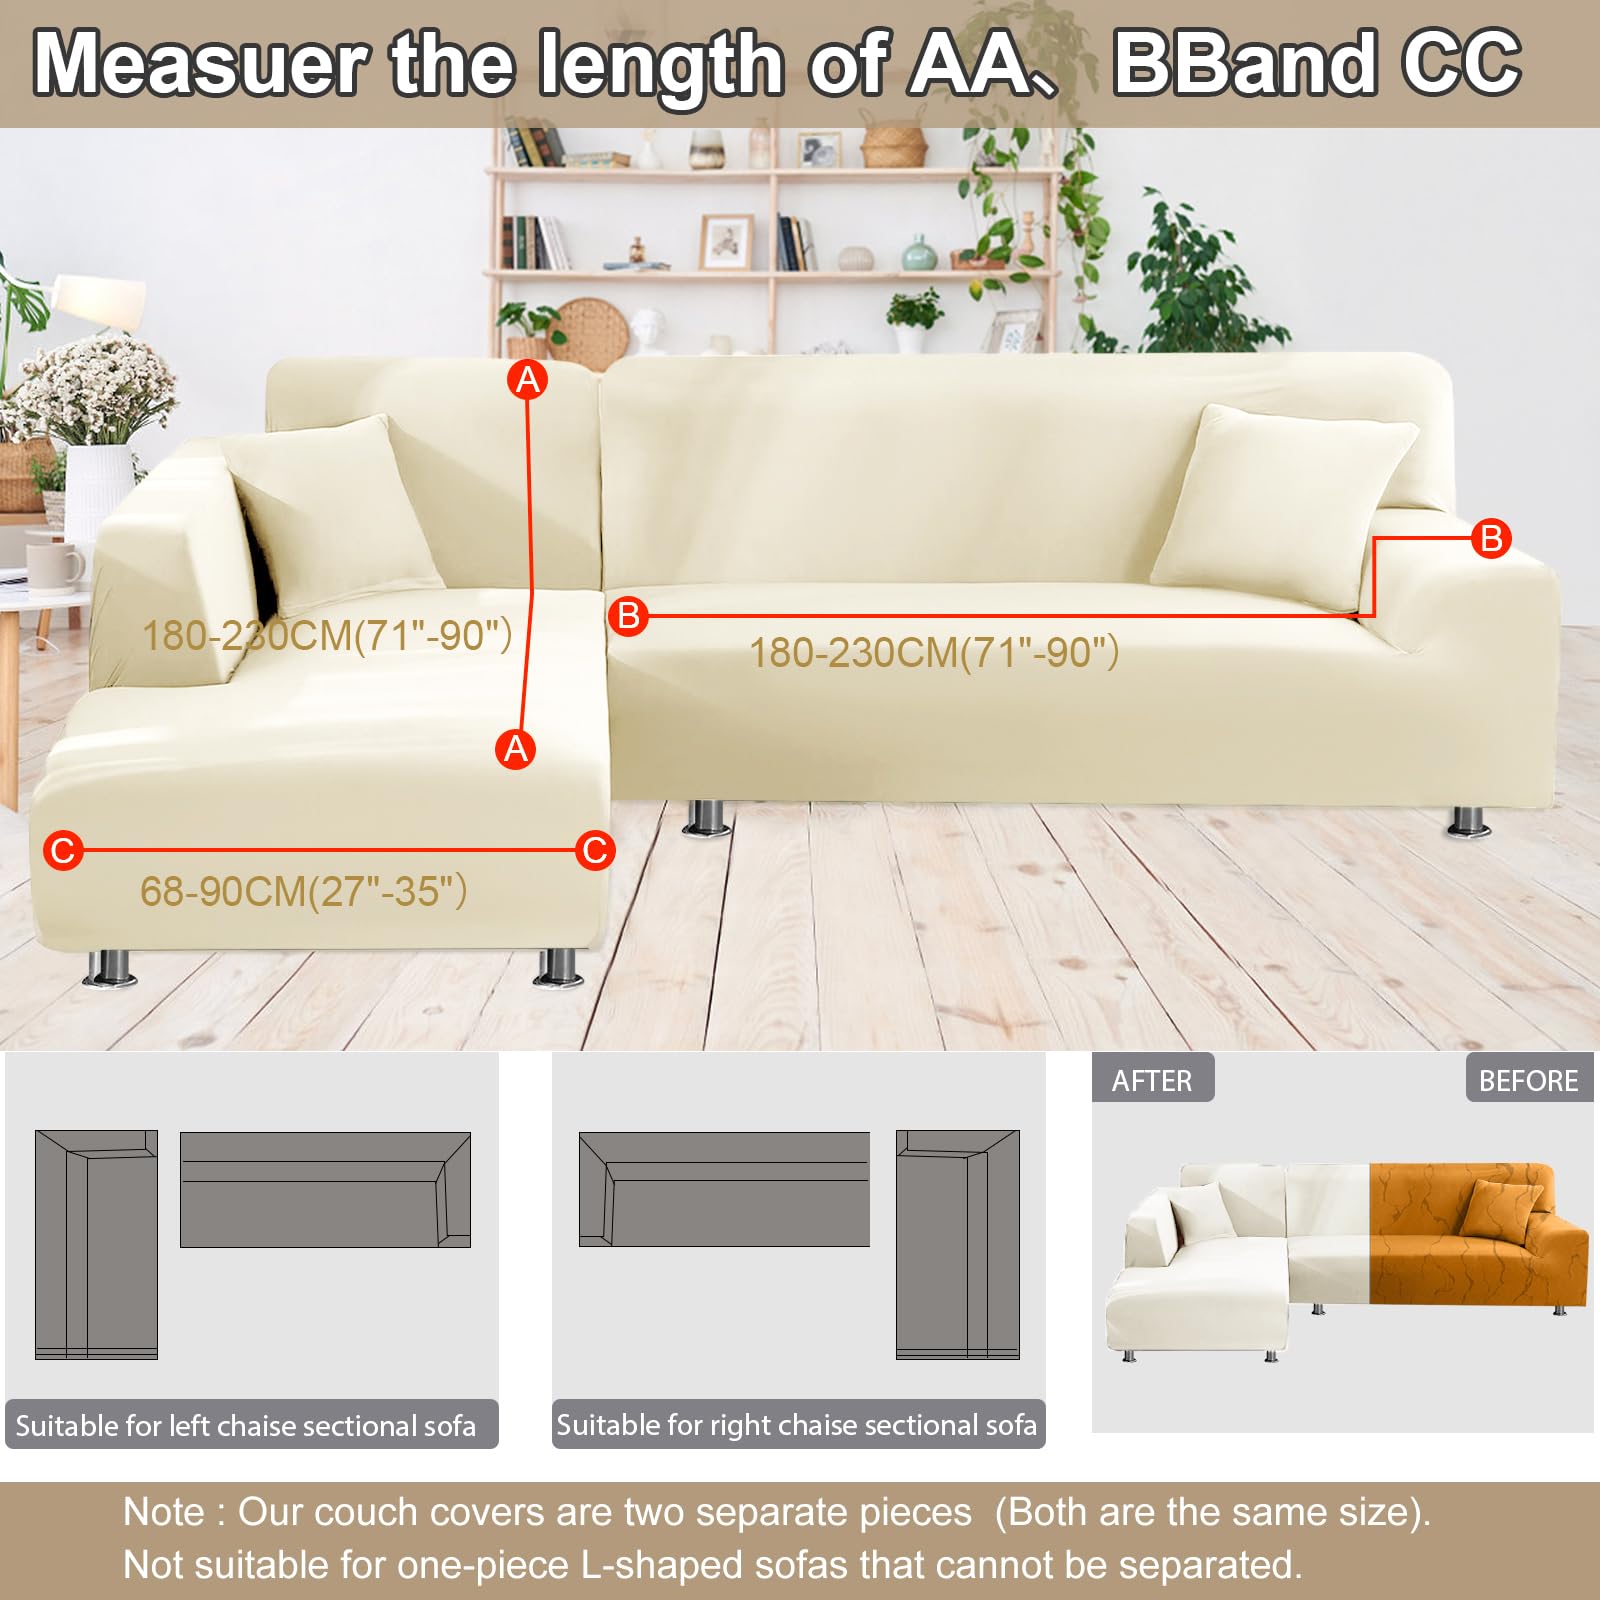 Measuer the length of AA、 BBand CC
A
B
180-230CM(71"-90")
B
180-230CM(71"-90")
A
C
C
68-90CM(27"-35")
AFTER
BEFORE
Suitable for left chaise sectional sofa
Suitable for right chaise sectional sofa
Note : Our couch covers are two separate pieces (Both are the same size).
Not suitable for one-piece L-shaped sofas that cannot be separated.